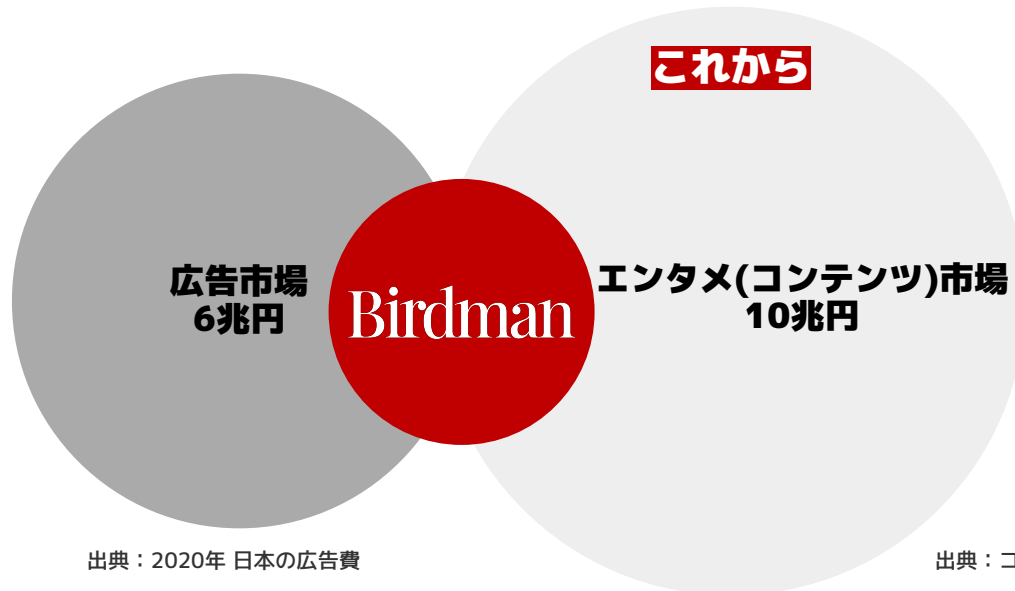 これから
広告市場
6兆円
Birdman
エンタメ(コンテンツ)市場
10兆円
出典：2020年 日本の広告費
出典：コ